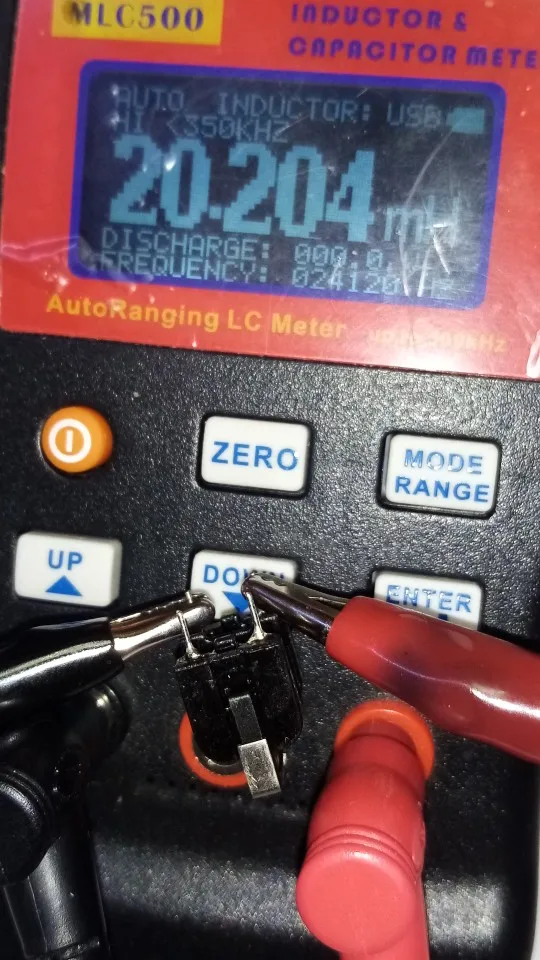 MLC500
INDUCTOR &
CAPACITOR METE
AUTO INDUCTOR: USB
HI <350KHZ
20.204 mH
DISCHARGE: 000.0
FREQUENCY: 024120 Hz
AutoRanging LC Meter
ZERO
MODE
RANGE
UP
DOWN
ENTER